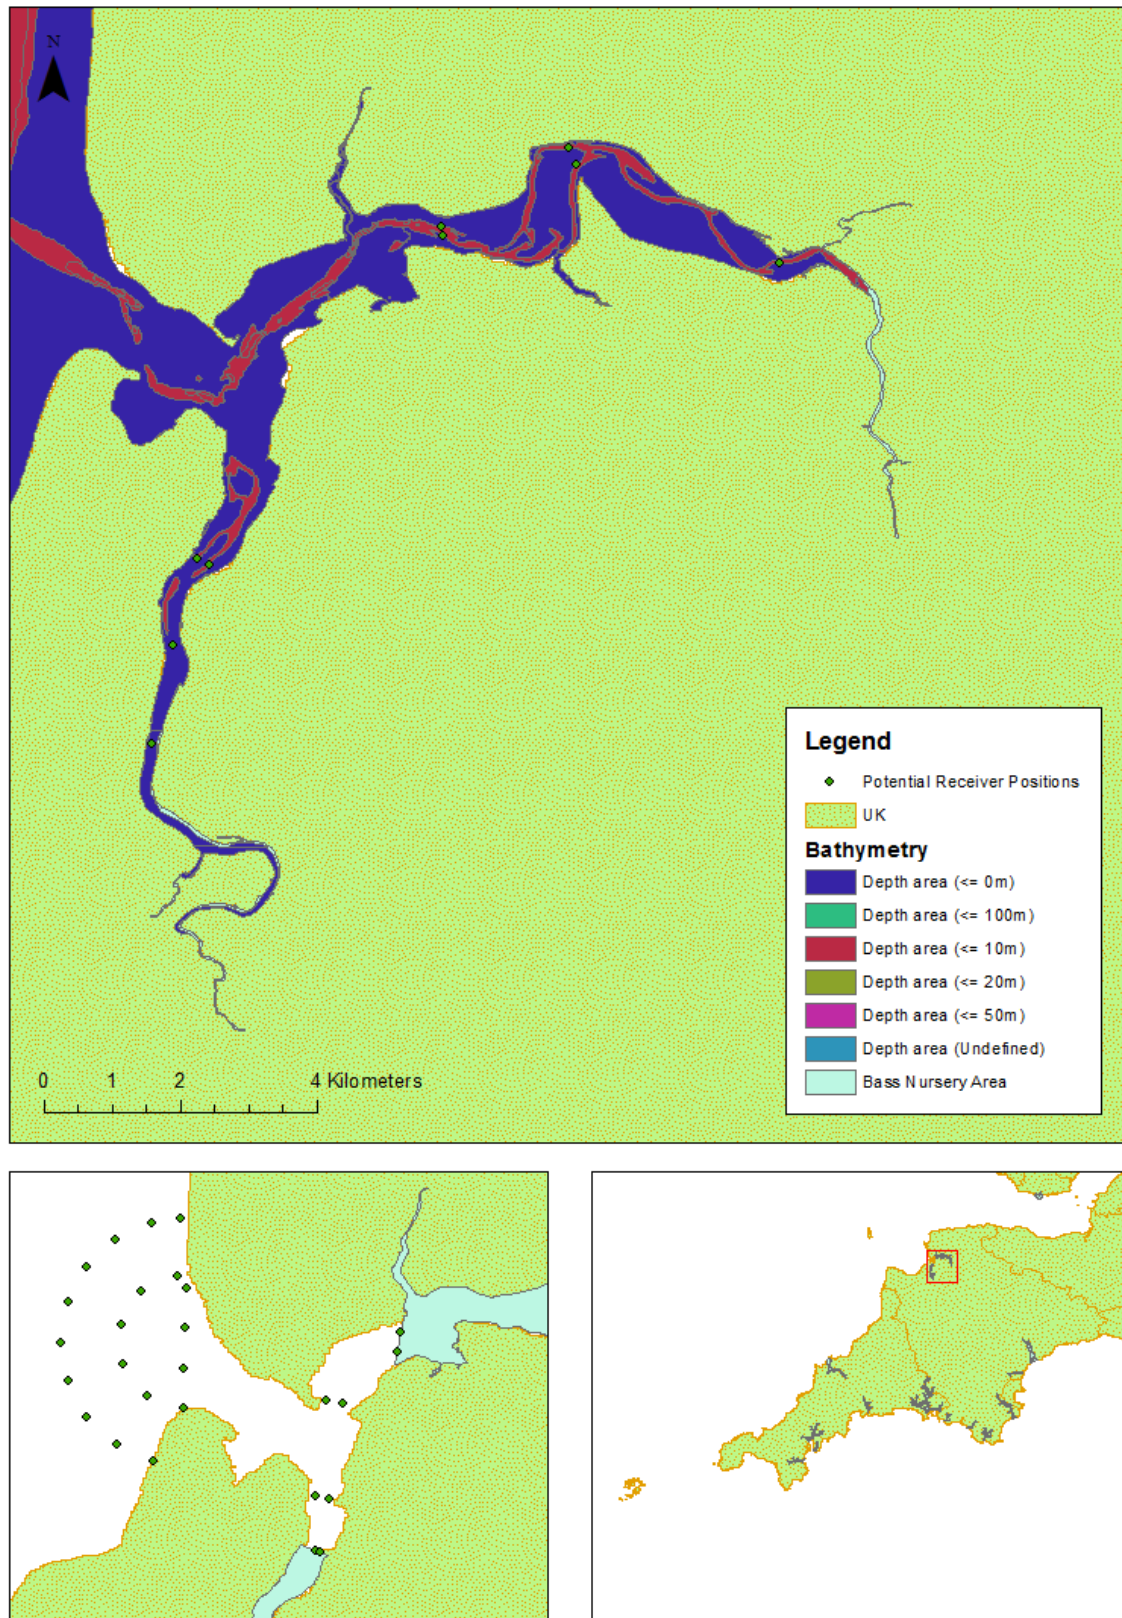 N
Legend
Potential Receiver Positions
UK
Bathymetry
Depth area (<= 0m)
Depth area (<= 100m)
Depth area (<= 10m)
Depth area (<= 20m)
Depth area (<= 50m)
Depth area (Undefined)
Bass Nursery Area
0 1 2 4 Kilometers